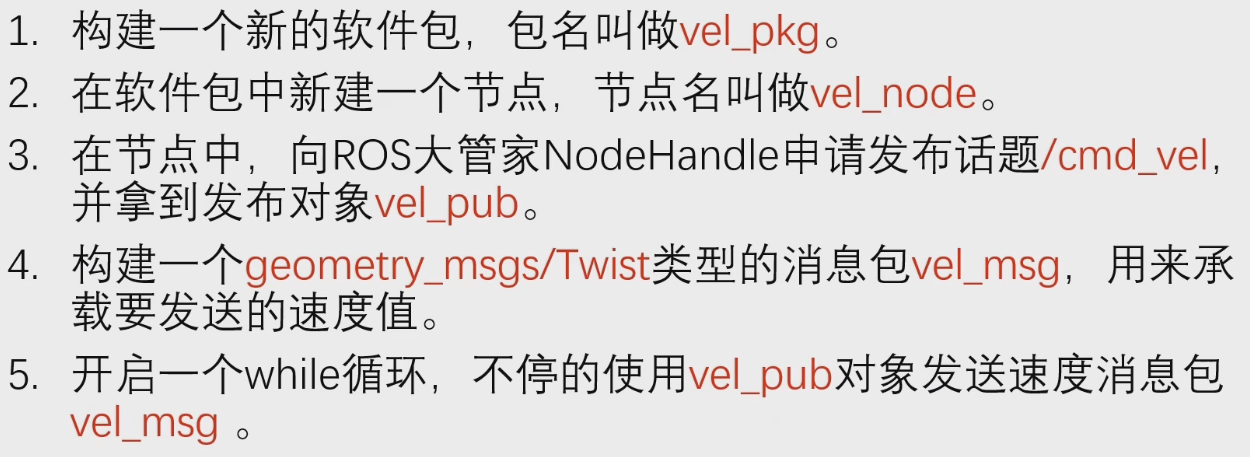 1. 构建一个新的软件包，包名叫做vel_pkg。
2. 在软件包中新建一个节点，节点名叫做vel_node。
3. 在节点中，向ROS大管家NodeHandle申请发布话题/cmd_vel,
并拿到发布对象vel_pub。
4. 构建一个geometry_msgs/Twist类型的消息包vel_msg，用来承
载要发送的速度值。
5. 开启一个while循环，不停的使用vel_pub对象发送速度消息包
vel_msg 。